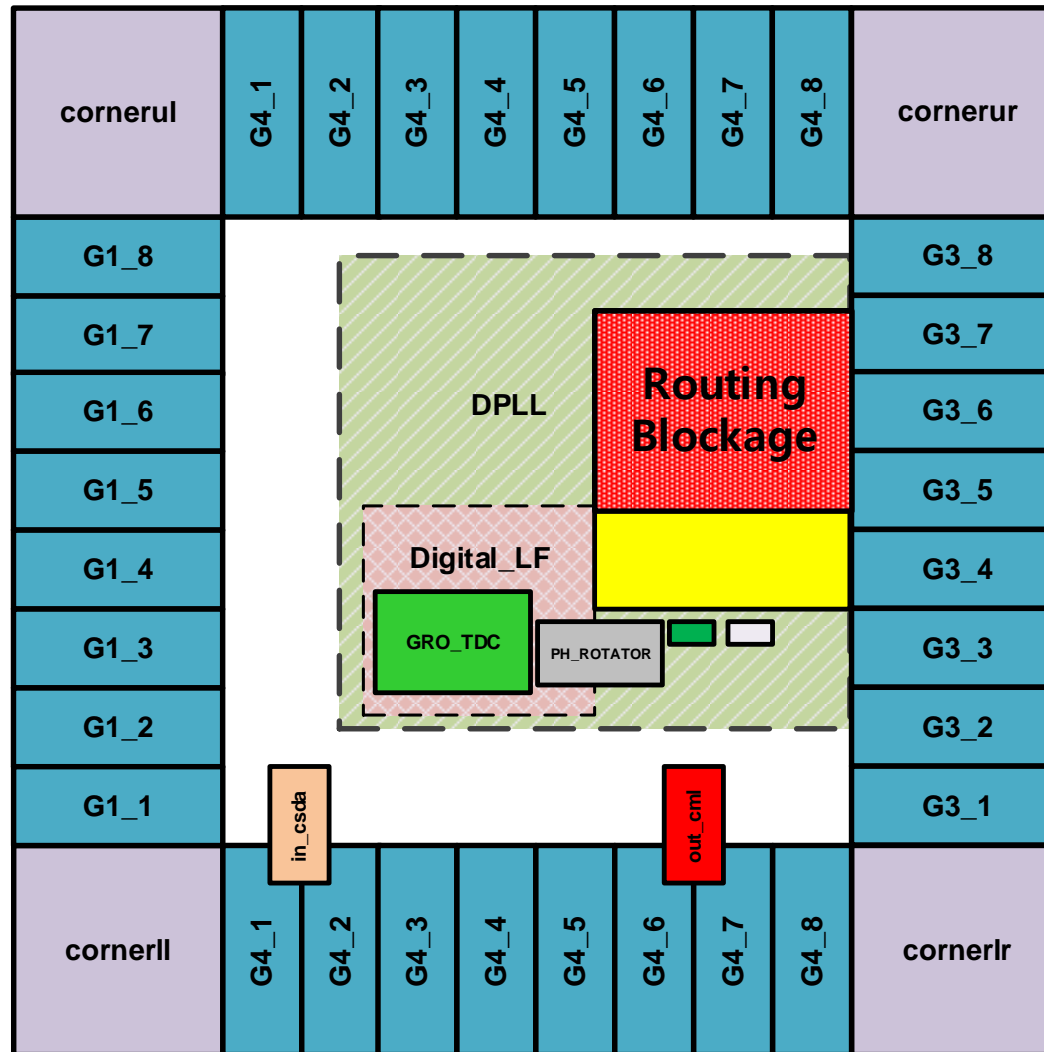 cornerul
G4_1
G4_2
G4_3
G4_4
G4_5
G4_6
G4_7
G4_8
cornerur
G1_8
G1_7
G1_6
G1_5
G1_4
G1_3
G1_2
G1_1
DPLL
Routing
Blockage
Digital_LF
GRO_TDC
PH_ROTATOR
in_csda
out_cml
G3_8
G3_7
G3_6
G3_5
G3_4
G3_3
G3_2
G3_1
cornerll
G4_1
G4_2
G4_3
G4_4
G4_5
G4_6
G4_7
G4_8
cornerlr